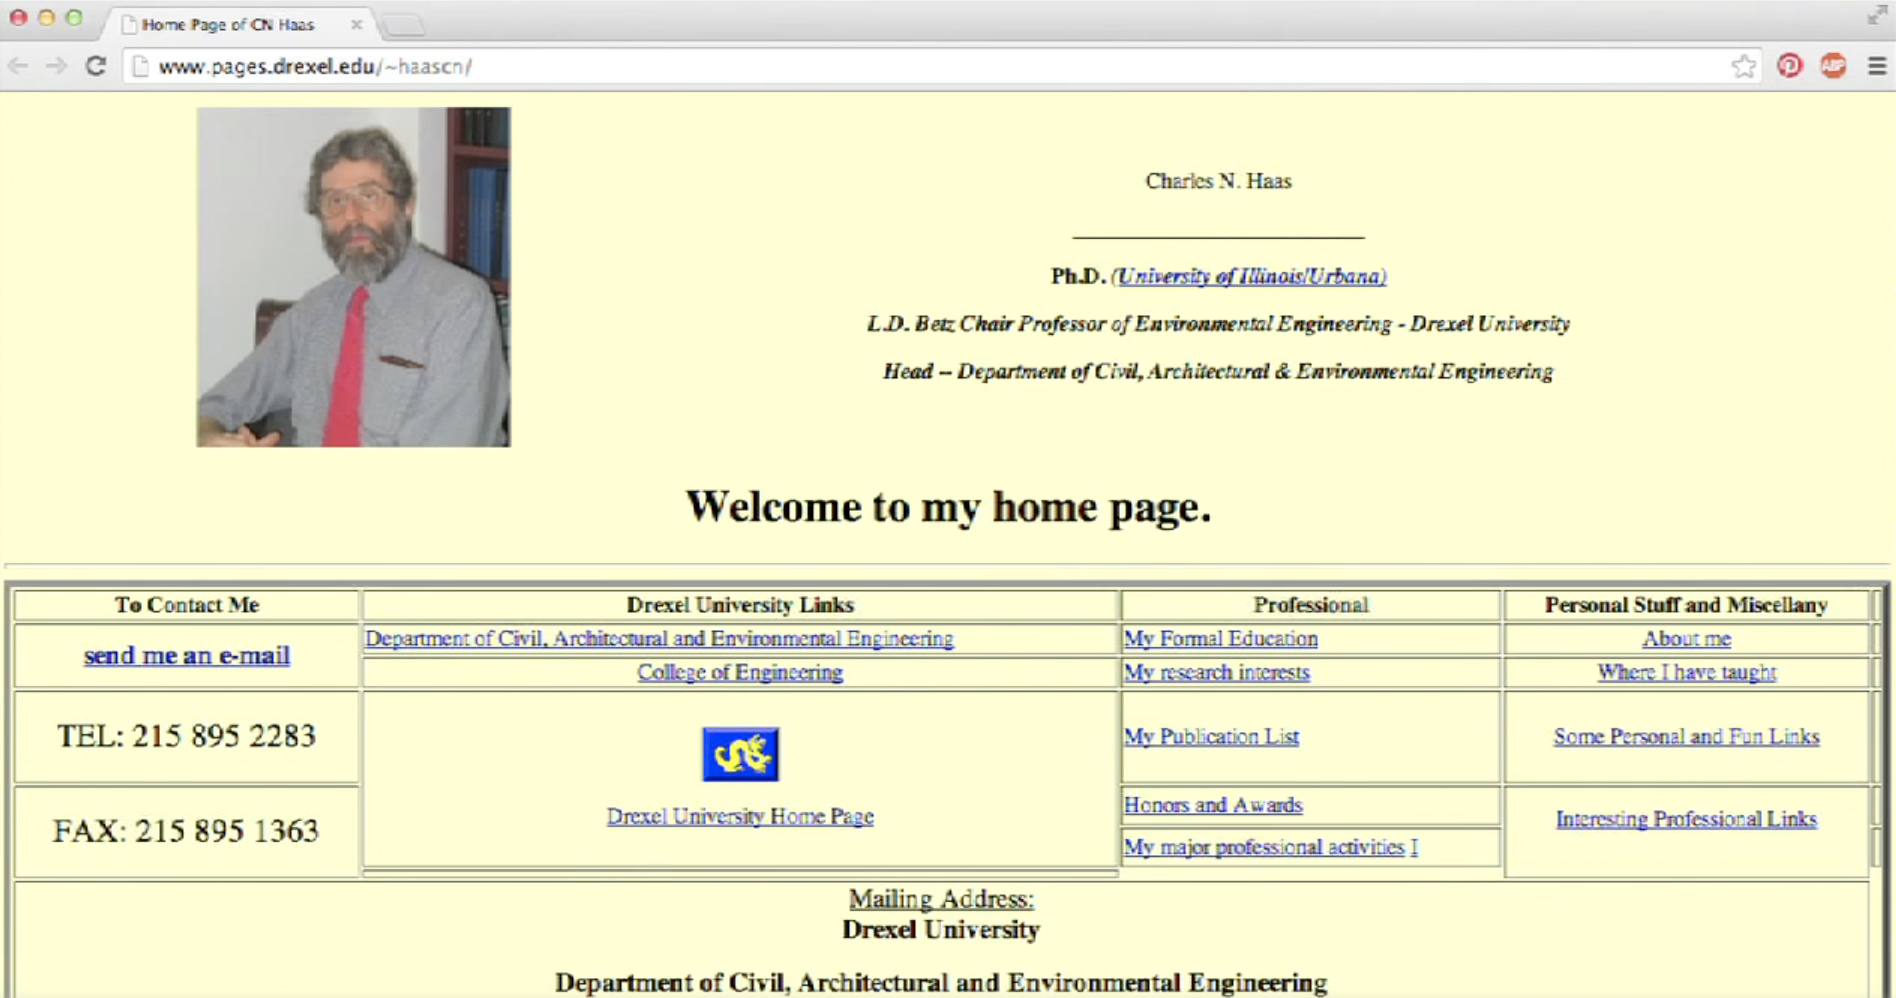 Home Page of CN Haas
www.pages.drexel.edu/~haascn/
ABP
Charles N. Haas
Ph.D. (University of Illinois/Urbana)
L.D. Betz Chair Professor of Environmental Engineering - Drexel University
Head -- Department of Civil, Architectural & Environmental Engineering
Welcome to my home page.
To Contact Me
Drexel University Links
Professional
Personal Stuff and Miscellany
send me an e-mail
Department of Civil, Architectural and Environmental Engineering
My Formal Education
About me
College of Engineering
My research interests
Where I have taught
TEL: 215 895 2283
My Publication List
Some Personal and Fun Links
Drexel University Home Page
Honors and Awards
Interesting Professional Links
FAX: 215 895 1363
My major professional activities I
Mailing Address:
Drexel University
Department of Civil, Architectural and Environmental Engineering